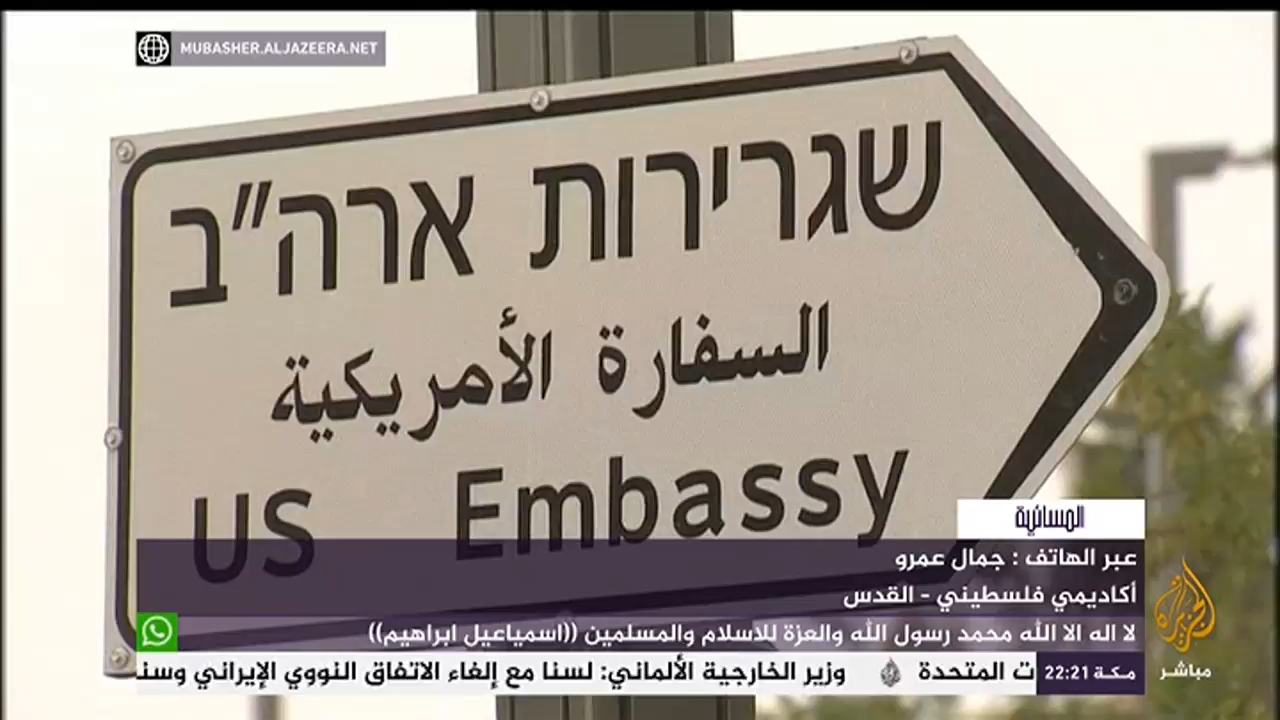 MUBASHER.ALJAZEERA.NET
שגרירות ארה"ב
السفارة الأمريكية
US Embassy
المسائية
عبر الهاتف : جمال عمرو
أكاديمي فلسطيني - القدس
لا اله الا الله محمد رسول الله والعزة للاسلام والمسلمين ((اسمياعيل ابراهيم))
مكة 22:21
ت المتحدة وزير الخارجية الألماني: لسنا مع إلغاء الاتفاق النووي الإيراني وسن
الجزيرة
مباشر